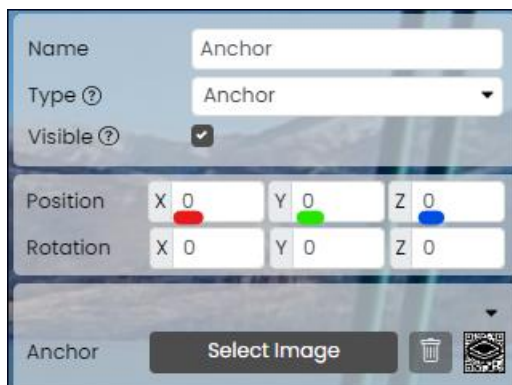 Name Anchor
Type ? Anchor
Visible ?
Position X 0 Y 0 Z 0
Rotation X 0 Y 0 Z 0
Anchor Select Image